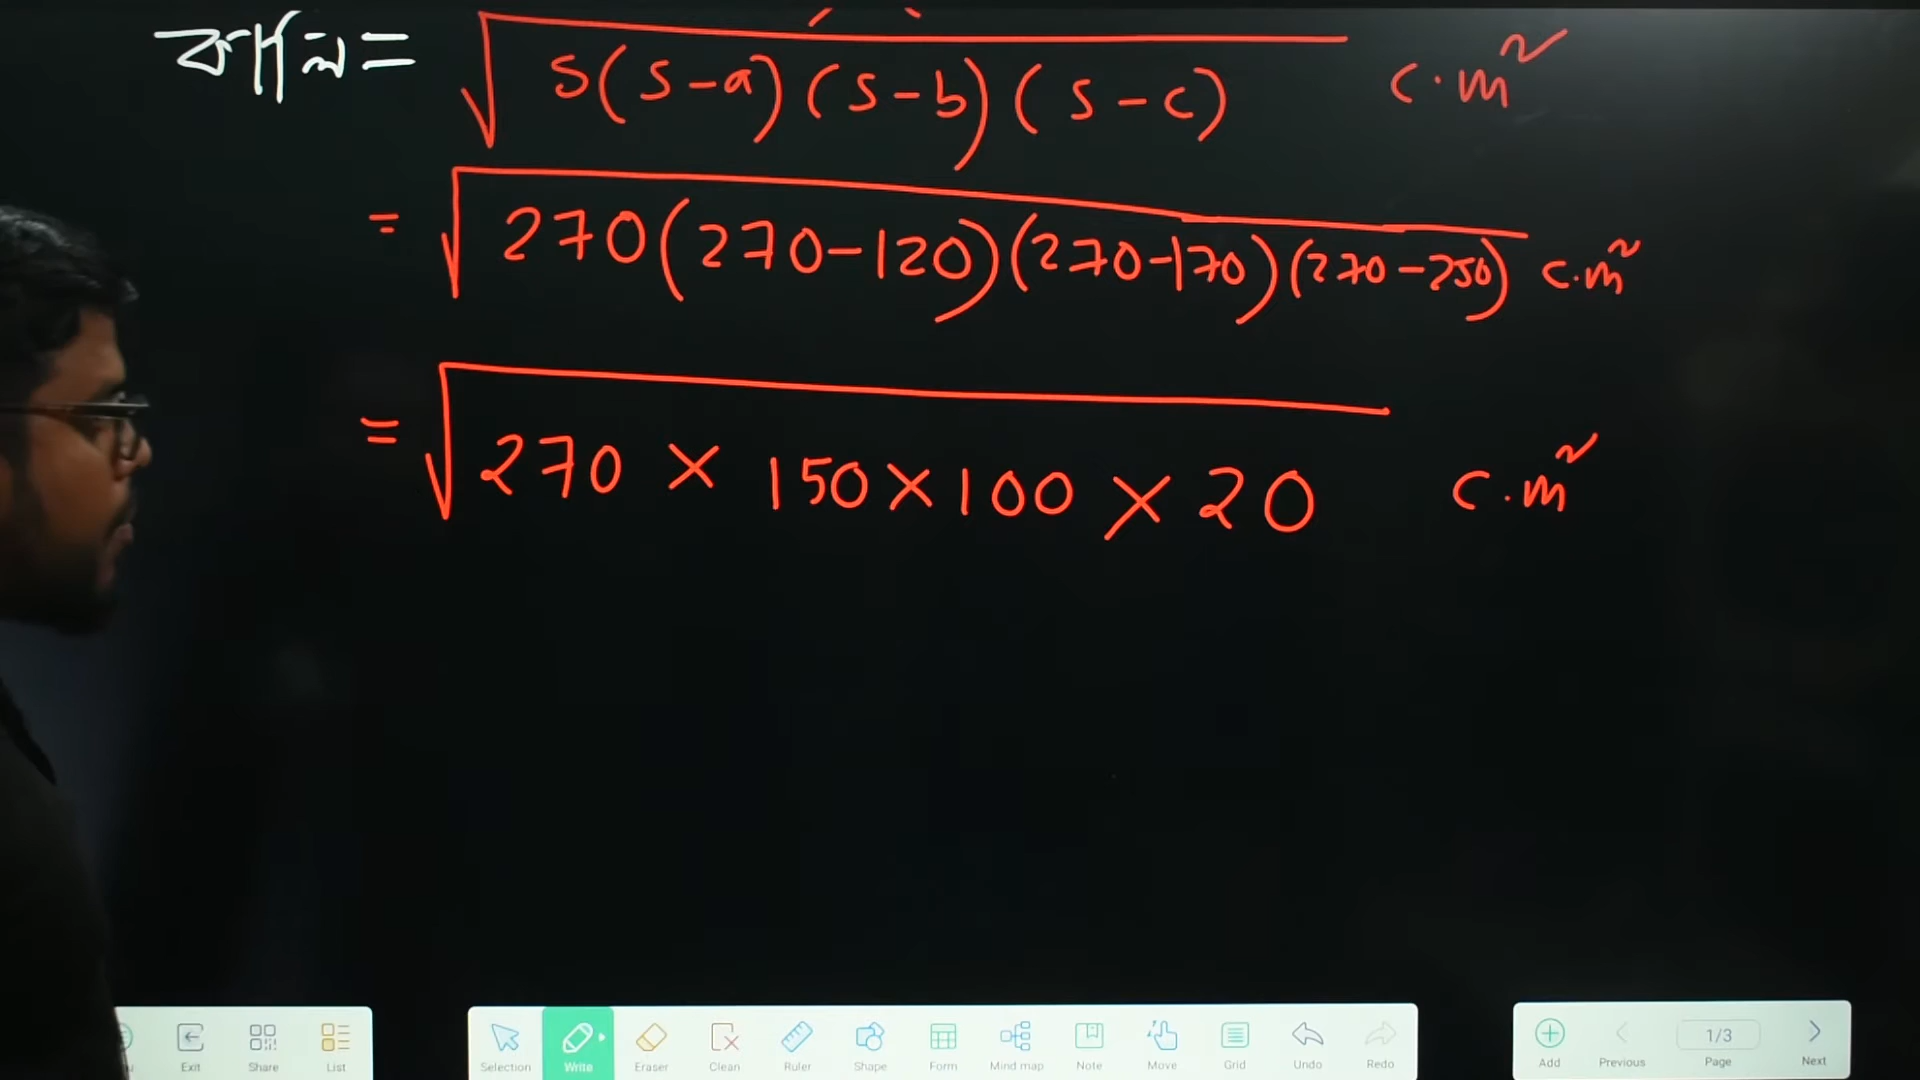 = √s(s-a)(s-b)(s-c) c.m²
= √270(270-120)(270-170)(270-250) c.m²
= √270 × 150 × 100 × 20 c.m²
Exit Share List Selection Write Eraser Clean Ruler Shape Form Mind map Note Move Grid Undo Redo Add Previous 1/3 Page Next